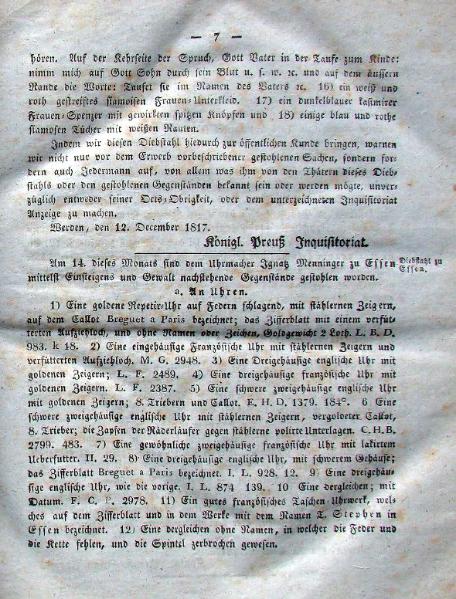 — 7 —
hören. Auf der Kehrseite der Spruch, Gott Vater in der Taufe zum Kinde:
nimm mich auf Gott Sohn durch sein Blut u. s. w. ꝛc. und auf dem äußern
Rande die Worte: Taufet sie im Namen des Vaters ꝛc. 16) ein weiß und
roth gestreiftes siamoisen Frauen-Unterkleid. 17) ein dunkelblauer kasimirer
Frauen-Spenzer mit gewirkten spitzen Knöpfen und 18) einige blau und rothe
siamosen Tücher mit weißen Rauten.
Indem wir diesen Diebstahl hiedurch zur öffentlichen Kunde bringen, warnen
wir nicht nur vor dem Erwerb vorbeschriebener gestohlenen Sachen, sondern for-
dern auch Jedermann auf, von allem was ihm von den Thätern dieses Dieb-
stahls oder den gestohlenen Gegenständen bekannt sein oder werden mögte, unver-
züglich entweder seiner Orts-Obrigkeit, oder dem unterzeichneten Inquisitoriat
Anzeige zu machen.
Werden, den 12. December 1817.
Königl. Preuß Inquisitoriat.
Am 14. dieses Monats sind dem Uhrmacher Ignatz Menninger zu Essen
mittelst Einsteigens und Gewalt nachstehende Gegenstände gestohlen worden.
Diebstahl zu
Essen.
a. An Uhren.
1) Eine goldene Repetir-Uhr auf Federn schlagend, mit stählernen Zeigern,
auf dem Callot Breguet a Paris bezeichnet; das Zifferblatt mit einem verfüt-
terten Aufziehloch, und ohne Namen oder Zeichen, Goldgewicht 2 Loth. L. B. D.
983. k 18. 2) Eine eingehäusige Französische Uhr mit stählernen Zeigern und
verfütterten Aufziehloch. M. G. 2948. 3) Eine Dreigehäusige englische Uhr mit
goldenen Zeigern; L. F. 2489. 4) Eine dreigehäusige französische Uhr mit
goldenen Zeigern. L. F. 2387. 5) Eine schwere zweigehäusige englische Uhr
mit goldenen Zeigern; 8. Triebern und Callot. E. H. D. 1379. 184°. 6 Eine
schwere zweigehäusige englische Uhr mit stählernen Zeigern, vergoldeter Callot,
8. Trieber; die Zapfen der Räderläufer gegen stählerne polirte Unterlagen. C. H. B.
2799. 483. 7) Eine gewöhnliche zweigehäusige französische Uhr mit lakirtem
Ueberfutter. H. 29. 8) Eine dreigehäusige englische Uhr, mit schwerem Gehäuse;
das Zifferblatt Breguet a Paris bezeichnet. I. L. 928. 12. 9) Eine dreigehäu-
sige englische Uhr, wie die vorige. I. L. 874 139. 10 Eine dergleichen; mit
Datum. F. C. P. 2978. 11) Ein gutes französisches Taschen-Uhrwerk, wel-
ches auf dem Zifferblatt und in dem Werke mit dem Namen T. Stephen in
Essen bezeichnet. 12) Eine dergleichen ohne Namen, in welcher die Feder und
die Kette fehlen, und die Spintel zerbrochen gewesen.